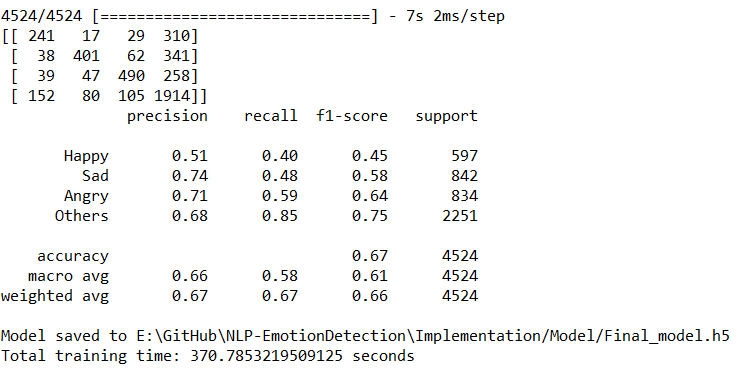 4524/4524 [==============================] - 7s 2ms/step
[[ 241 17 29 310]
[ 38 401 62 341]
[ 39 47 490 258]
[ 152 80 105 1914]]
precision recall f1-score support
Happy 0.51 0.40 0.45 597
Sad 0.74 0.48 0.58 842
Angry 0.71 0.59 0.64 834
Others 0.68 0.85 0.75 2251
accuracy 0.67 4524
macro avg 0.66 0.58 0.61 4524
weighted avg 0.67 0.67 0.66 4524
Model saved to E:\GitHub\NLP-EmotionDetection\Implementation/Model/Final_model.h5
Total training time: 370.7853219509125 seconds